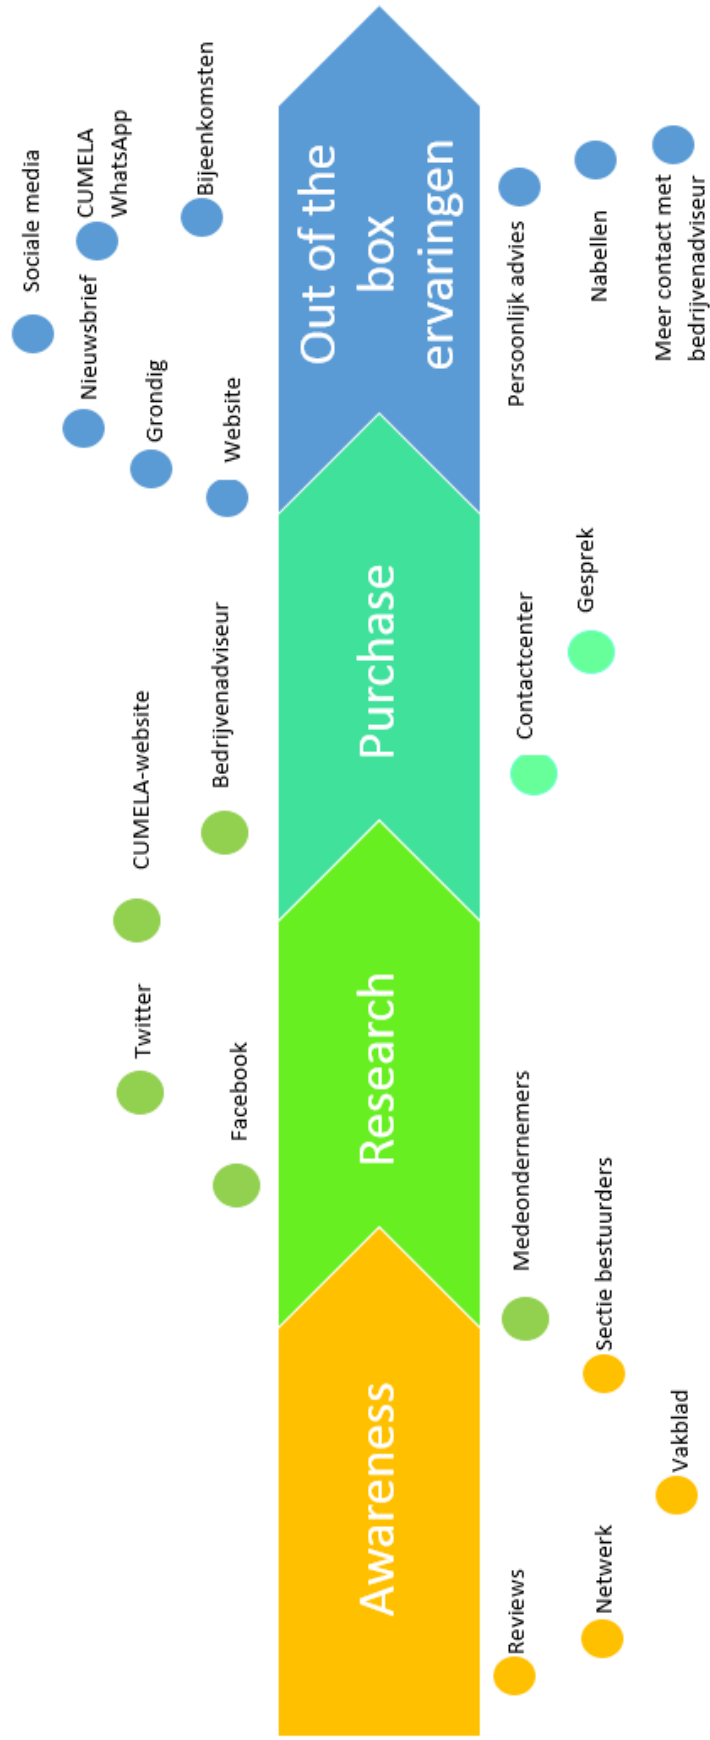 Sociale media
CUMELA
WhatsApp
Nieuwsbrief
Bijeenkomsten
Grondig
Website
CUMELA-website
Bedrijvenadviseur
Twitter
Facebook
Awareness
Research
Purchase
Out of the
box
ervaringen
Reviews
Netwerk
Vakblad
Sectie bestuurders
Medeondernemers
Contactcenter
Gesprek
Persoonlijk advies
Nabellen
Meer contact met
bedrijvenadviseur